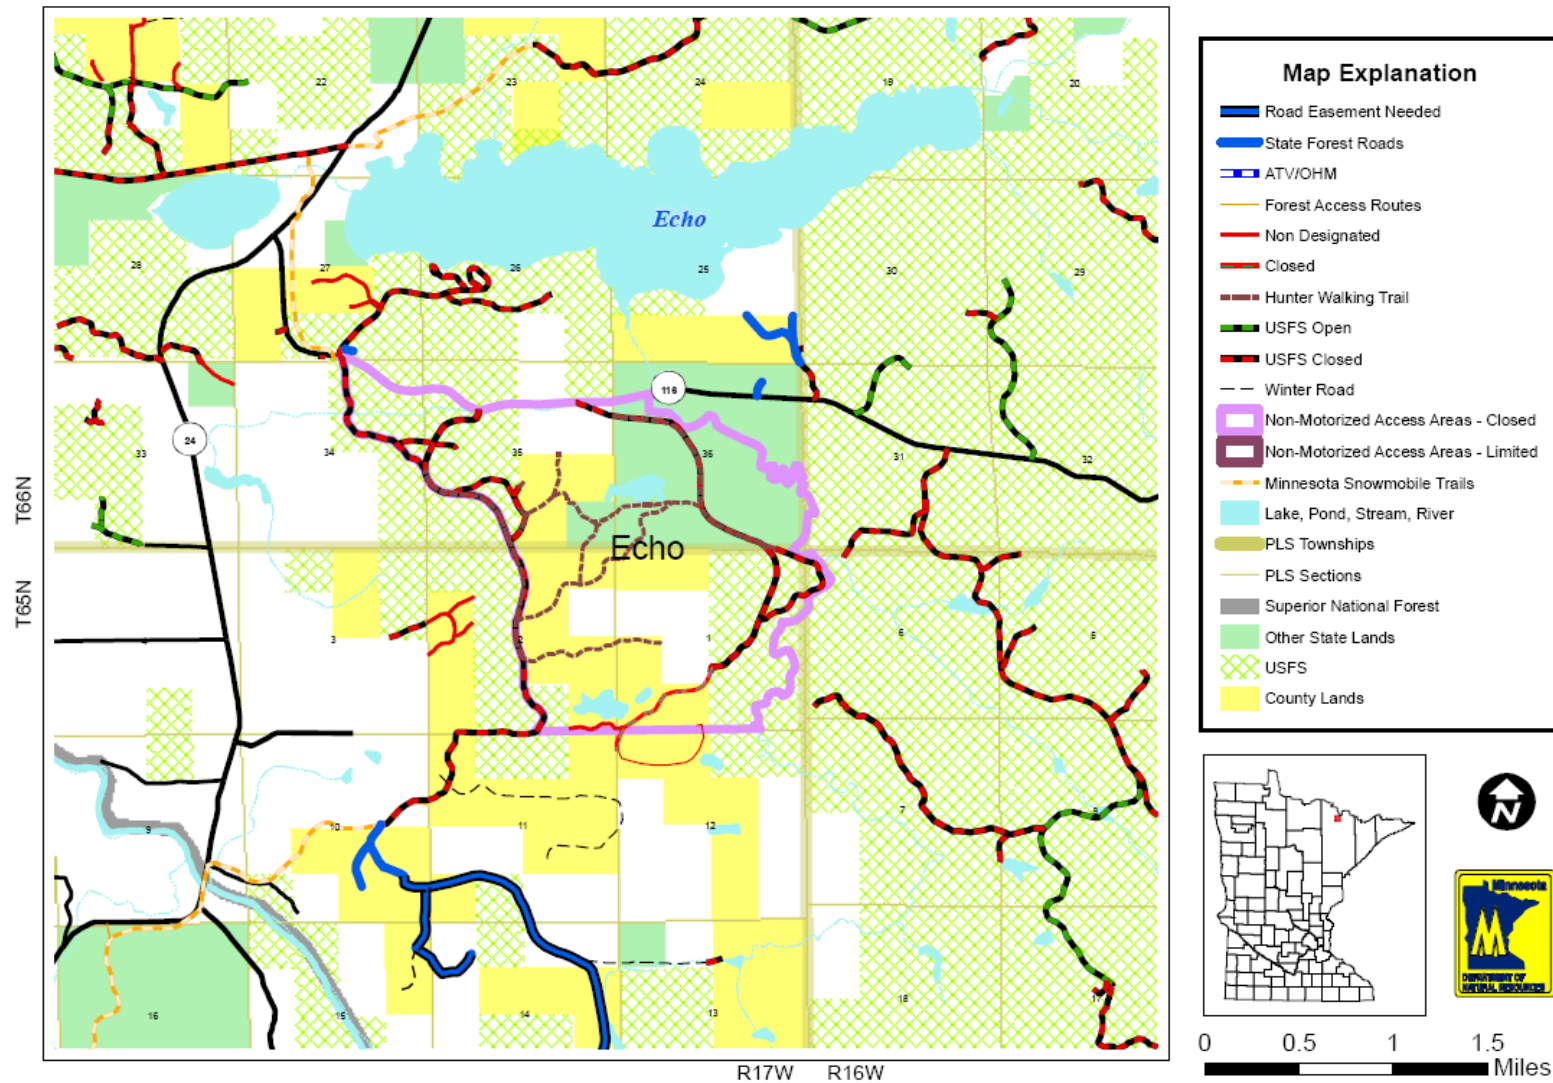 22
23
24
19
20
Echo
28
27
26
25
30
29
116
24
33
34
35
36
31
32
T66N
Echo
T65N
3
2
1
6
5
9
10
11
12
7
8
16
15
14
13
18
17
R17W R16W
Map Explanation
Road Easement Needed
State Forest Roads
ATV/OHM
Forest Access Routes
Non Designated
Closed
Hunter Walking Trail
USFS Open
USFS Closed
Winter Road
Non-Motorized Access Areas - Closed
Non-Motorized Access Areas - Limited
Minnesota Snowmobile Trails
Lake, Pond, Stream, River
PLS Townships
PLS Sections
Superior National Forest
Other State Lands
USFS
County Lands
N
Minnesota
DEPARTMENT OF
NATURAL RESOURCES
0 0.5 1 1.5
Miles